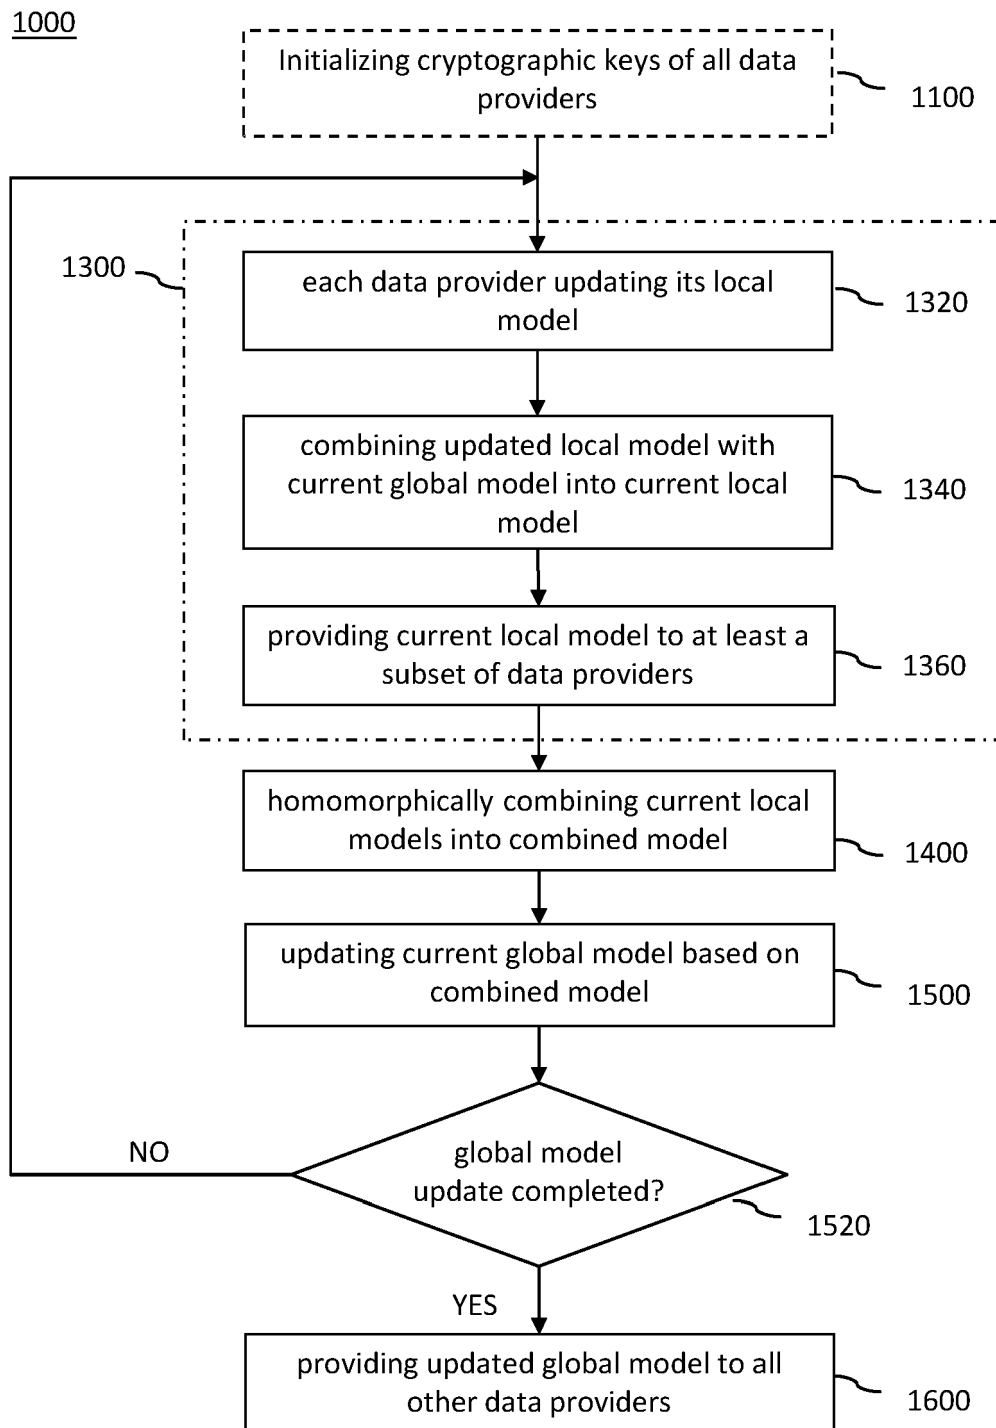 1000
Initializing cryptographic keys of all data
providers
1100
1300
each data provider updating its local
model
1320
combining updated local model with
current global model into current local
model
1340
providing current local model to at least a
subset of data providers
1360
homomorphically combining current local
models into combined model
1400
updating current global model based on
combined model
1500
NO
global model
update completed?
1520
YES
providing updated global model to all
other data providers
1600